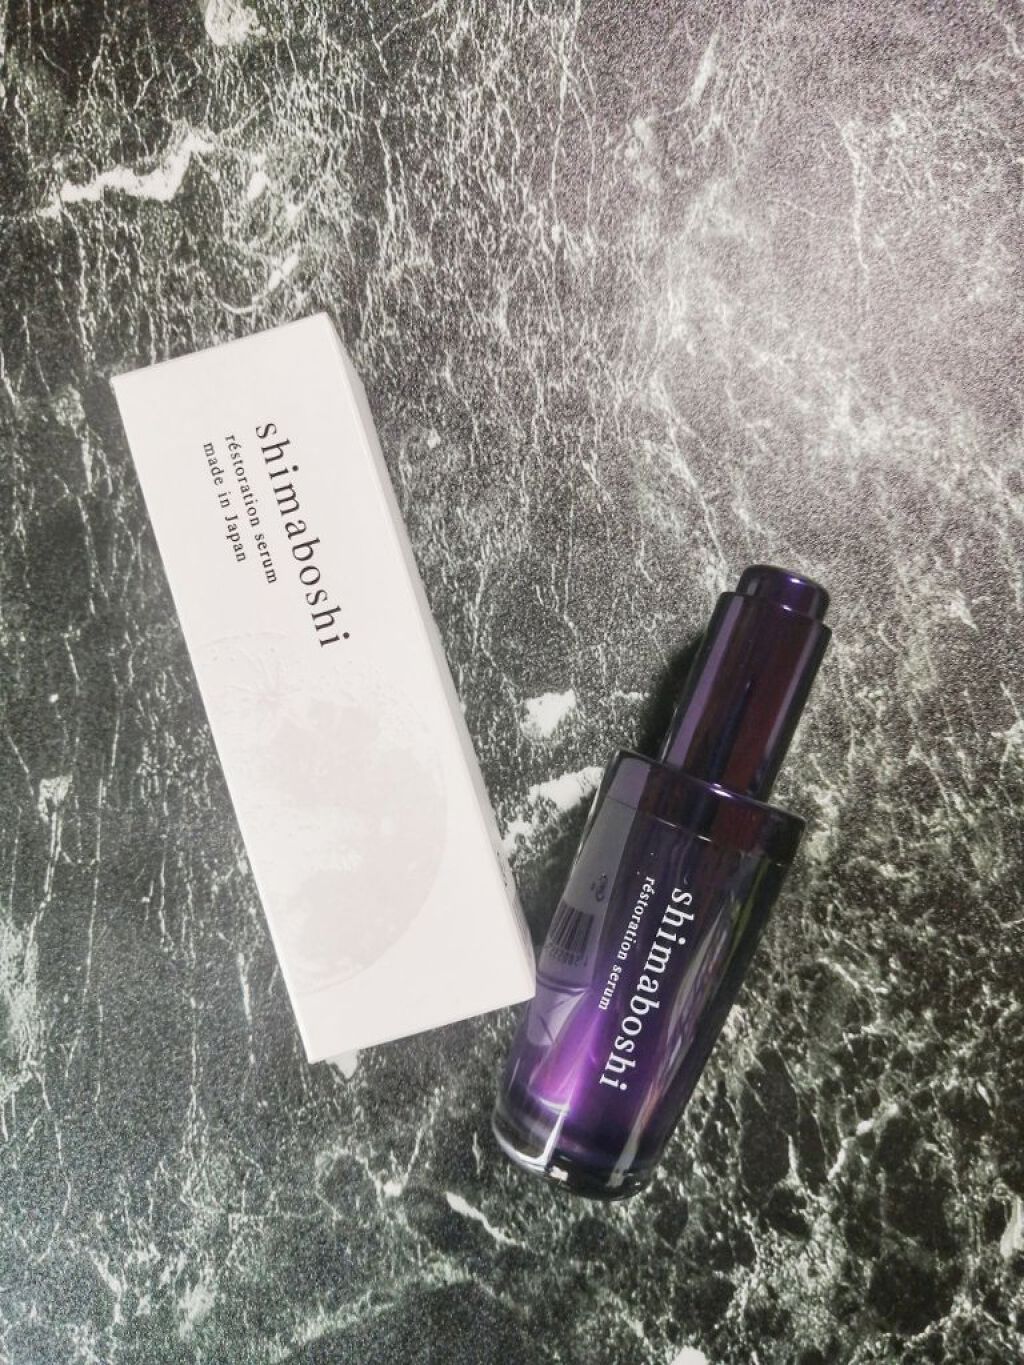 shimaboshi
réstoration serum
made in Japan
shimaboshi
réstoration serum